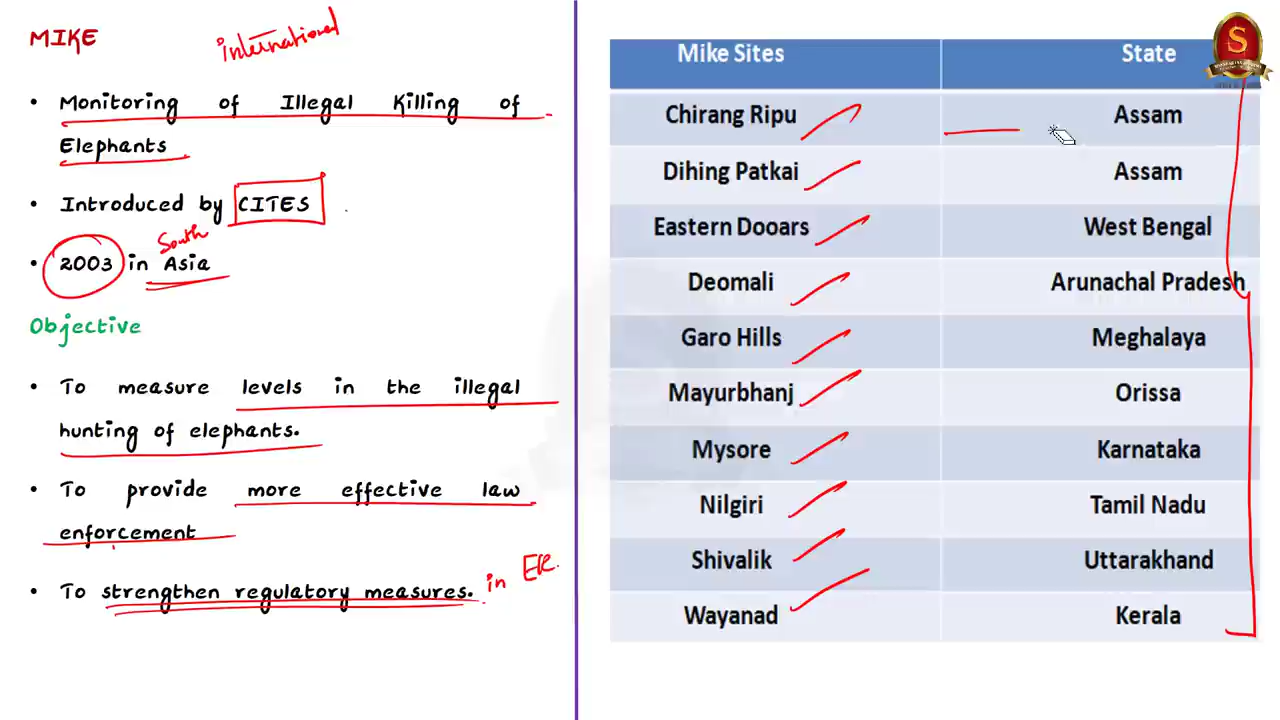 MIKE
international
• Monitoring of Illegal Killing of
Elephants
• Introduced by CITES
South
• 2003 in Asia
Objective
• To measure levels in the illegal
hunting of elephants.
• To provide more effective law
enforcement
• To strengthen regulatory measures. in ER.
Mike Sites State
Chirang Ripu Assam
Dihing Patkai Assam
Eastern Dooars West Bengal
Deomali Arunachal Pradesh
Garo Hills Meghalaya
Mayurbhanj Orissa
Mysore Karnataka
Nilgiri Tamil Nadu
Shivalik Uttarakhand
Wayanad Kerala
S